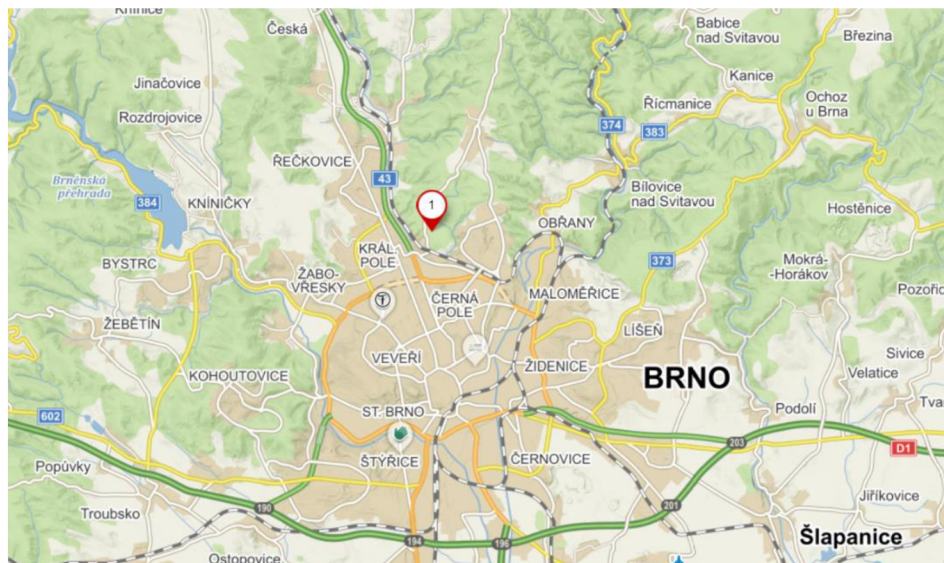 Kninice
Česká
Babice
nad Svitavou
Březina
Jinačovice
Kanice
Rozdrojovice
Řícmanice
Ochoz
u Brna
374
383
ŘEČKOVICE
43
Brněnská
přehrada
384
KNÍNIČKY
1
Bílovice
nad Svitavou
Hostěnice
OBŘANY
KRÁL.
POLE
BYSTRC
373
Mokrá-
-Horákov
ŽABO-
VŘESKY
ČERNÁ
POLE
MALOMĚŘICE
Pozořic
ŽEBĚTÍN
LÍŠEŇ
VEVEŘÍ
Sivice
ŽIDENICE
Velatice
KOHOUTOVICE
BRNO
Tva
602
ST. BRNO
Podolí
203
D1
ŠTÝŘICE
ČERNOVICE
Popůvky
Jiříkovice
190
201
Troubsko
Šlapanice
194
196
Ostopovice